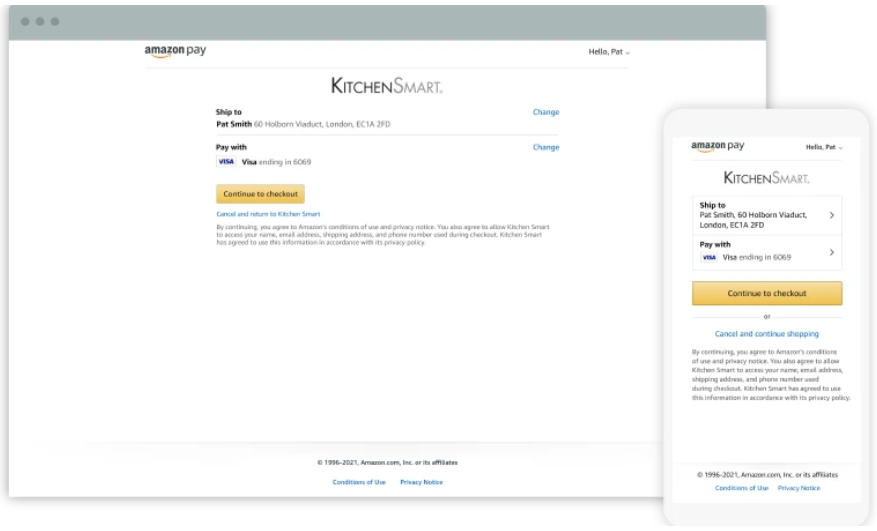 amazon pay
Hello, Pat
KITCHENSMART.
Ship to
Change
Pat Smith 60 Holborn Viaduct, London, EC1A 2FD
Pay with
Change
VISA Visa ending in 6069
Continue to checkout
Cancel and return to Kitchen Smart
By continuing, you agree to Amazon's conditions of use and privacy notice. You also agree to allow Kitchen Smart
to access your name, email address, shipping address, and phone number used during checkout. Kitchen Smart
has agreed to use this information in accordance with its privacy policy.
© 1996-2021, Amazon.com, Inc. or its affiliates
Conditions of Use Privacy Notice
amazon pay
Hello, Pat
KITCHENSMART.
Ship to
Pat Smith, 60 Holborn Viaduct,
London, EC1A 2FD
Pay with
VISA Visa ending in 6069
Continue to checkout
or
Cancel and continue shopping
By continuing, you agree to Amazon's conditions
of use and privacy notice. You also agree to allow
Kitchen Smart to access your name, email address,
shipping address, and phone number used
during checkout. Kitchen Smart has agreed to use
this information in accordance with its privacy policy.
© 1996-2021, Amazon.com, Inc. or its affiliates
Conditions of Use Privacy Notice